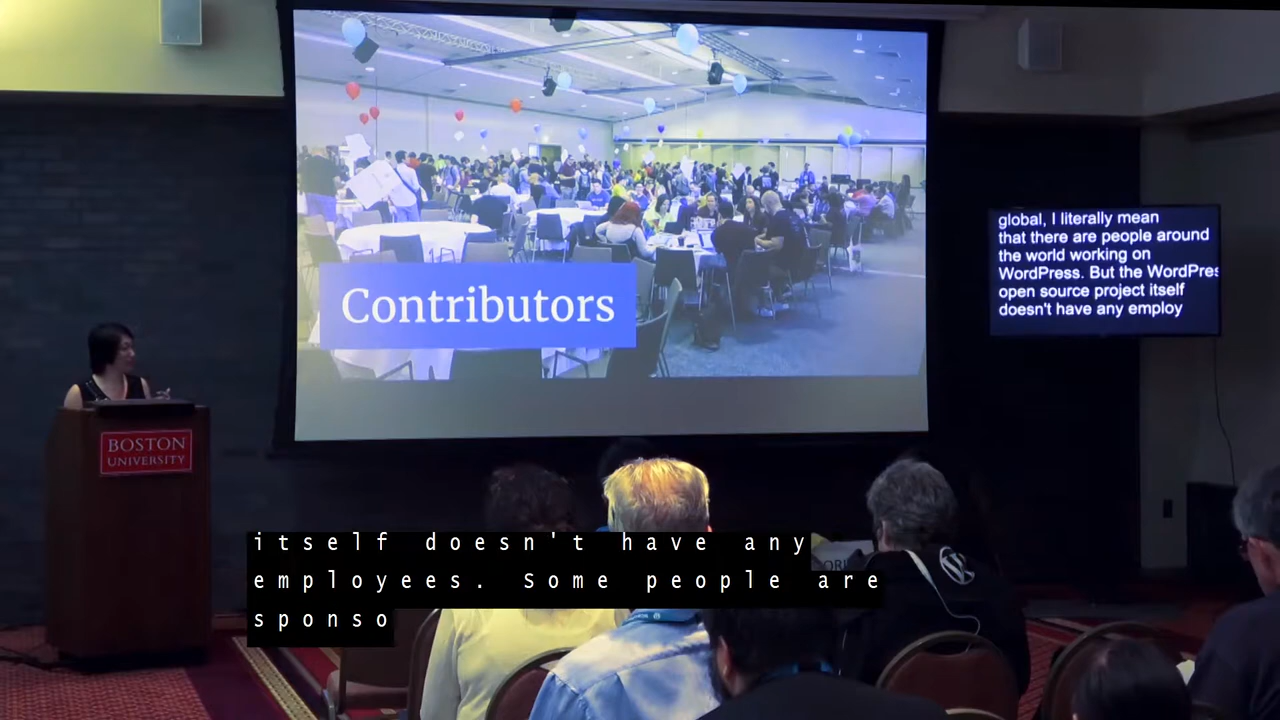 Contributors
global, I literally mean
that there are people around
the world working on
WordPress. But the WordPres
open source project itself
doesn't have any employ
BOSTON
UNIVERSITY
itself doesn't have any
employees. Some people are
sponso